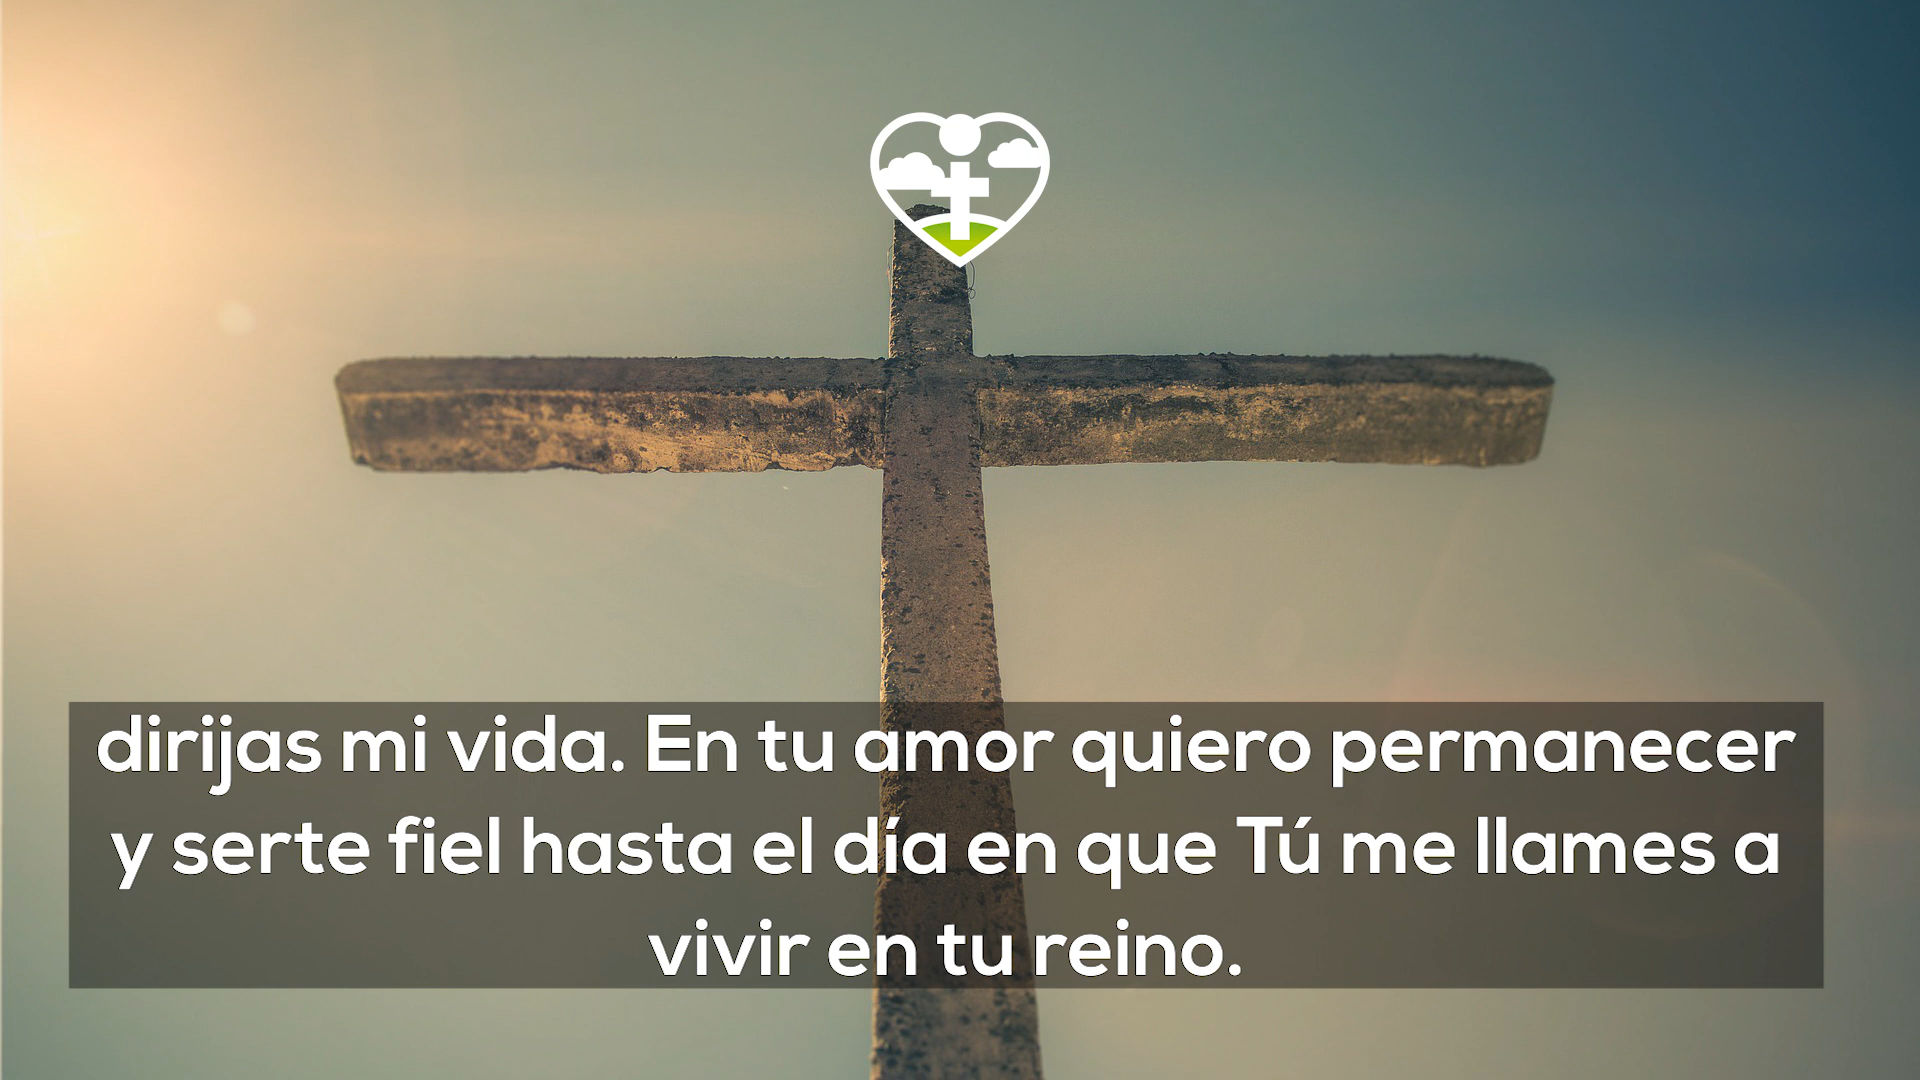 dirijas mi vida. En tu amor quiero permanecer
y serte fiel hasta el día en que Tú me llames a
vivir en tu reino.